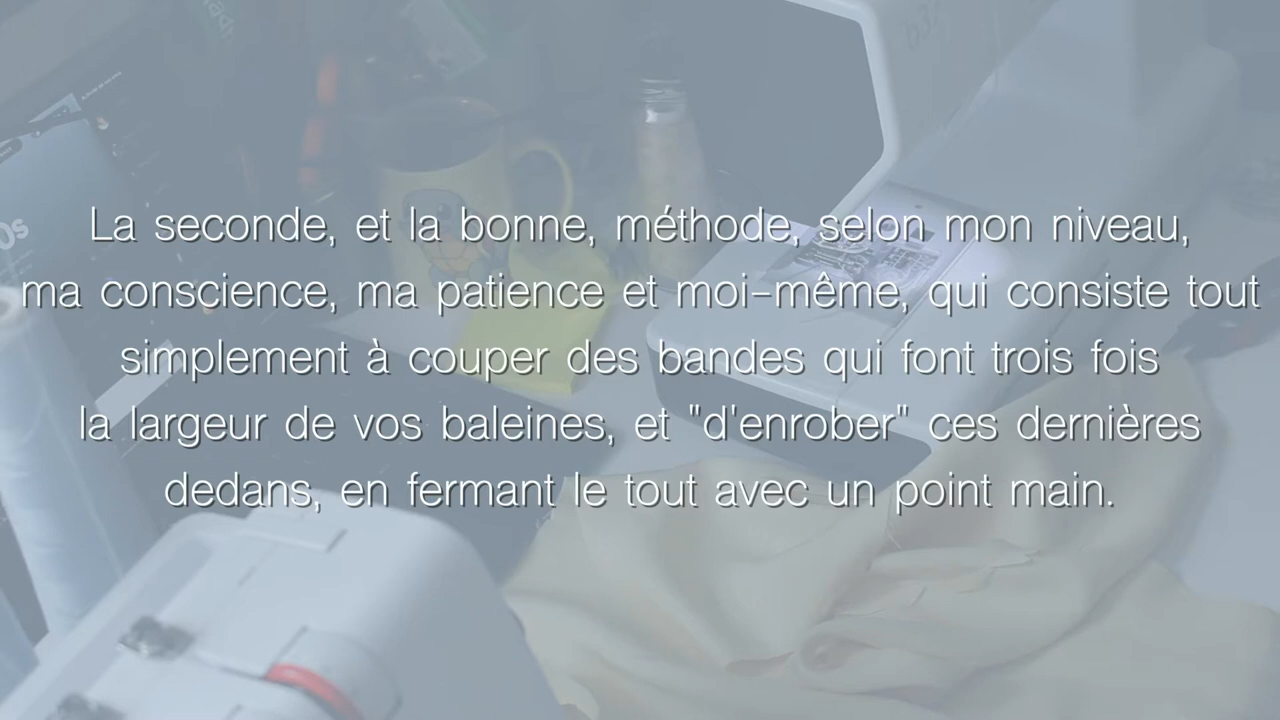 La seconde, et la bonne, méthode, selon mon niveau,
ma conscience, ma patience et moi-même, qui consiste tout
simplement à couper des bandes qui font trois fois
la largeur de vos baleines, et "d'enrober" ces dernières
dedans, en fermant le tout avec un point main.